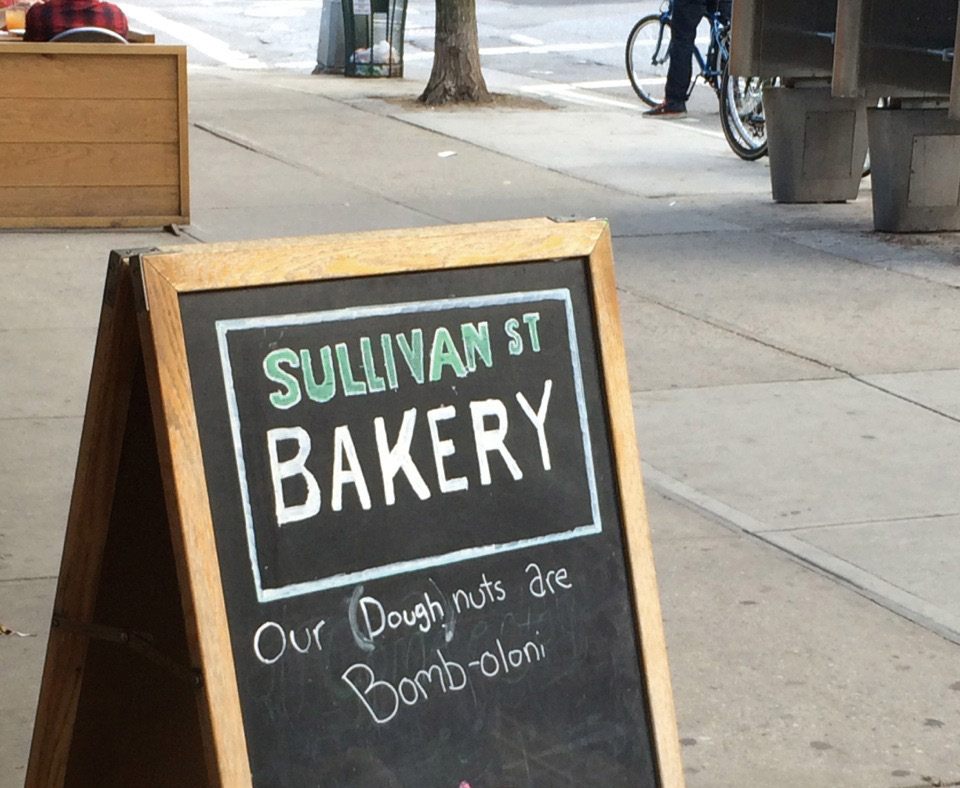 SULLIVAN ST
BAKERY
Our (Dough)nuts are
Bomb-oloni